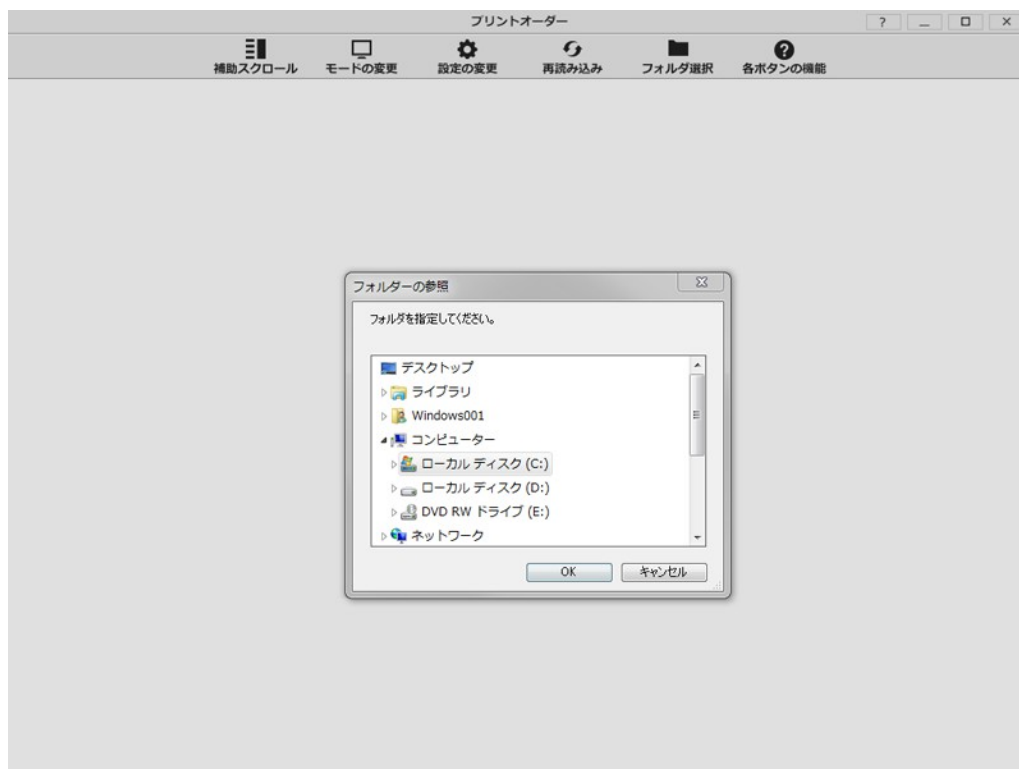 プリントオーダー
?
補助スクロール
モードの変更
設定の変更
再読み込み
フォルダ選択
各ボタンの機能
フォルダーの参照
フォルダを指定してください。
デスクトップ
ライブラリ
Windows001
コンピューター
ローカル ディスク (C:)
ローカル ディスク (D:)
DVD RW ドライブ (E:)
ネットワーク
OK
キャンセル